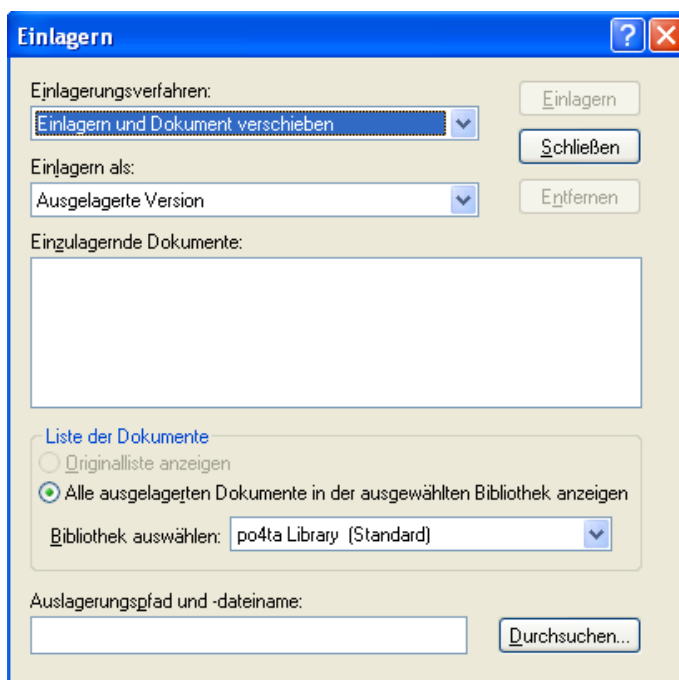 Einlagern
Einlagerungsverfahren:
Einlagern
Einlagern und Dokument verschieben
Schließen
Einlagern als:
Ausgelagerte Version
Entfernen
Einzulagernde Dokumente:
Liste der Dokumente
Originalliste anzeigen
Alle ausgelagerten Dokumente in der ausgewählten Bibliothek anzeigen
Bibliothek auswählen: po4ta Library (Standard)
Auslagerungspfad und -dateiname:
Durchsuchen...